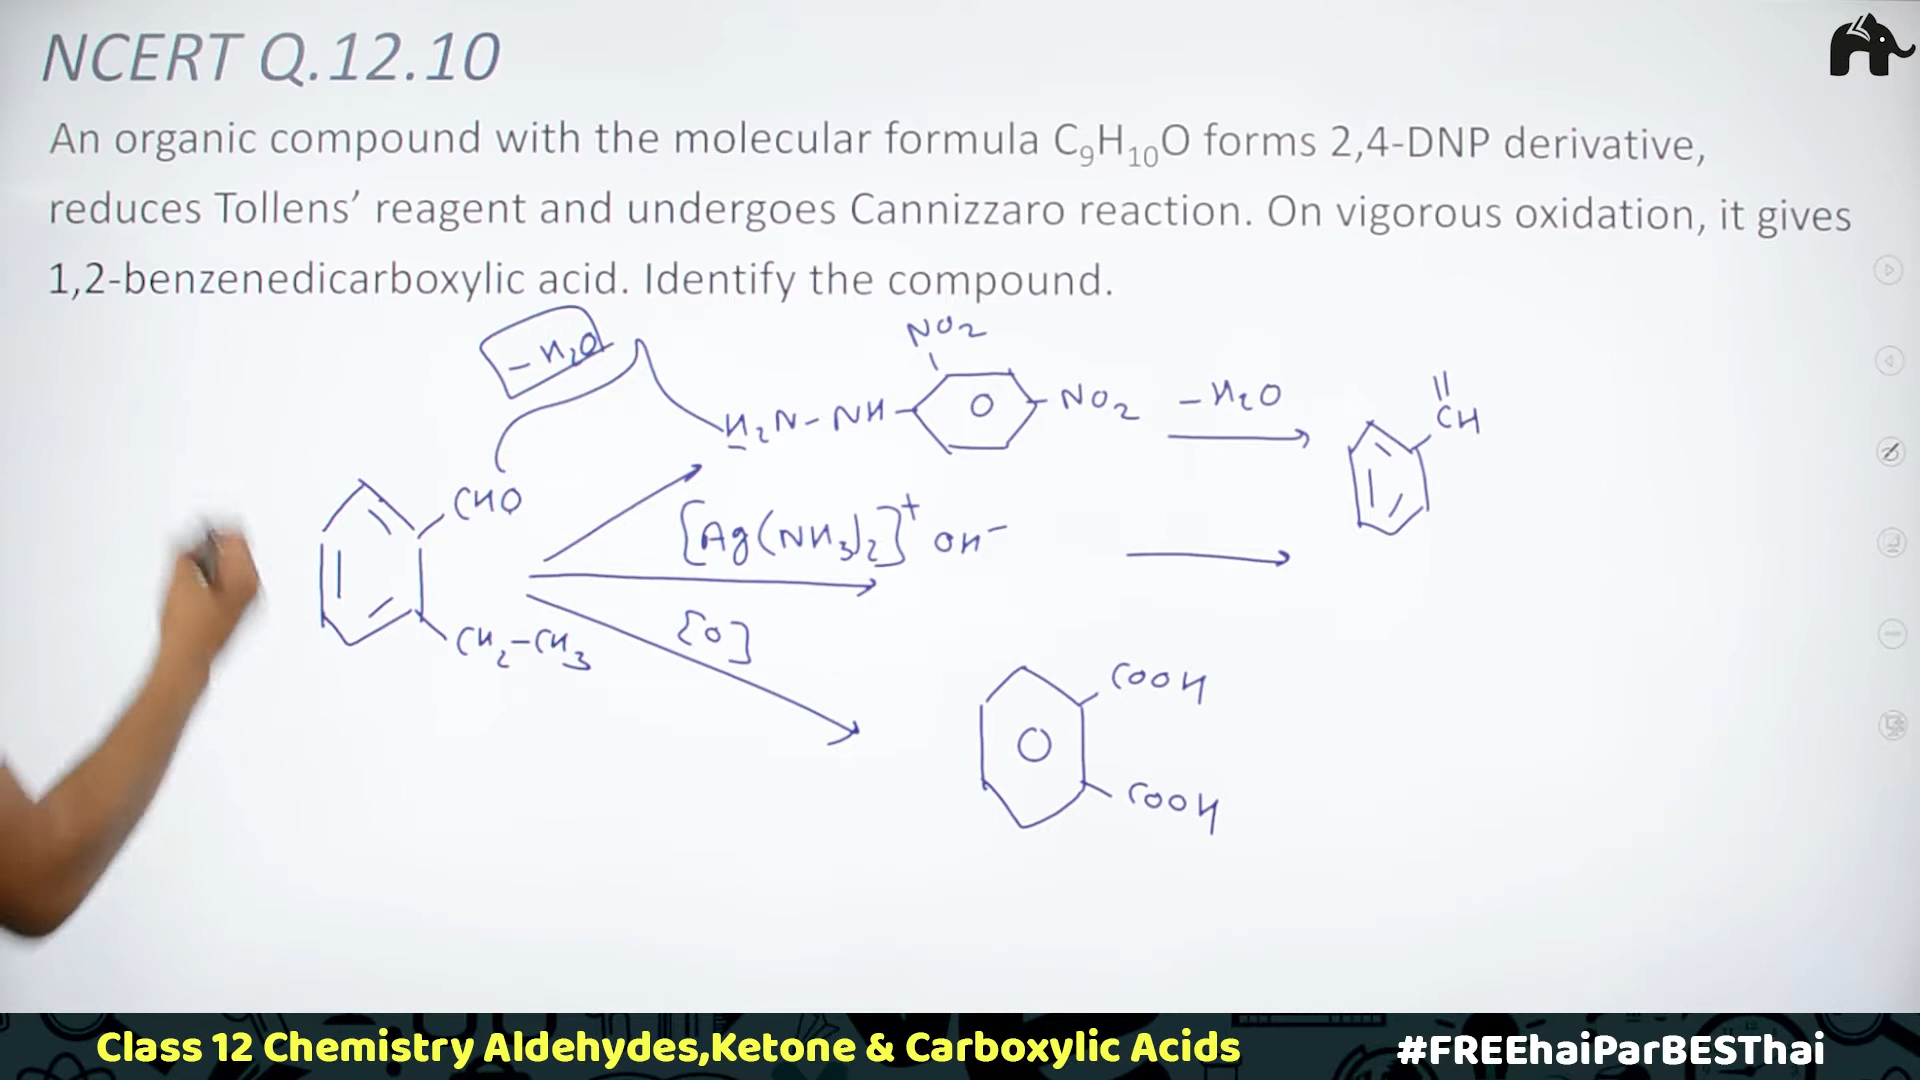 NCERT Q.12.10
An organic compound with the molecular formula C₉H₁₀O forms 2,4-DNP derivative,
reduces Tollens’ reagent and undergoes Cannizzaro reaction. On vigorous oxidation, it gives
1,2-benzenedicarboxylic acid. Identify the compound.
NO₂
– H₂O
H₂N – NH
O
NO₂
– H₂O
CH
CHO
[Ag(NH₃)₂]⁺ OH⁻
CH₂ – CH₃
[O]
COOH
O
COOH
Class 12 Chemistry Aldehydes,Ketone & Carboxylic Acids
#FREEhaiParBESThai